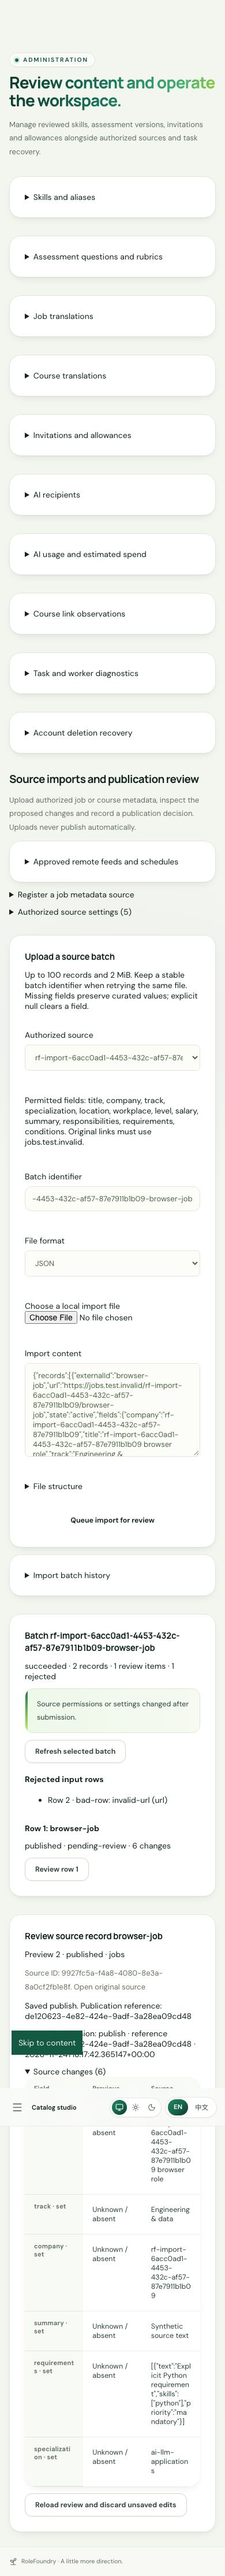 ADMINISTRATION
Review content and operate
the workspace.
Manage reviewed skills, assessment versions, invitations
and allowances alongside authorized sources and task
recovery.
Skills and aliases
Assessment questions and rubrics
Job translations
Course translations
Invitations and allowances
AI recipients
AI usage and estimated spend
Course link observations
Task and worker diagnostics
Account deletion recovery
Source imports and publication review
Upload authorized job or course metadata, inspect the
proposed changes and record a publication decision.
Uploads never publish automatically.
Approved remote feeds and schedules
Register a job metadata source
Authorized source settings (5)
Upload a source batch
Up to 100 records and 2 MiB. Keep a stable
batch identifier when retrying the same file.
Missing fields preserve curated values; explicit
null clears a field.
Authorized source
rf-import-6acc0ad1-4453-432c-af57-87e
Permitted fields: title, company, track,
specialization, location, workplace, level, salary,
summary, responsibilities, requirements,
conditions. Original links must use
jobs.test.invalid.
Batch identifier
-4453-432c-af57-87e7911b1b09-browser-job
File format
JSON
Choose a local import file
Choose File No file chosen
Import content
{"records":[{"externalId":"browser-
job","url":"https://jobs.test.invalid/rf-import-
6acc0ad1-4453-432c-af57-
87e7911b1b09/browser-
job","state":"active","fields":{"company":"rf-
import-6acc0ad1-4453-432c-af57-
87e7911b1b09","title":"rf-import-6acc0ad1-
4453-432c-af57-87e7911b1b09 browser
role","track":"Engineering &
File structure
Queue import for review
Import batch history
Batch rf-import-6acc0ad1-4453-432c-
af57-87e7911b1b09-browser-job
succeeded · 2 records · 1 review items · 1
rejected
Source permissions or settings changed after
submission.
Refresh selected batch
Rejected input rows
Row 2 · bad-row: invalid-url (url)
Row 1: browser-job
published · pending-review · 6 changes
Review row 1
Review source record browser-job
Preview 2 · published · jobs
Source ID: 9927fc5a-f4a8-4080-8e3a-
8a0cf2fb1e8f. Open original source
Saved publish. Publication reference:
de120623-4e82-424e-9adf-3a28ea09cd48
Skip to content
sion: publish · reference
82-424e-9adf-3a28ea09cd48 ·
17:42.365147+00:00
Source changes (6)
Catalog studio
EN
中文
absent
6acc0ad1-
4453-432c-
af57-
87e7911b1b0
9 browser
role
track · set
Unknown /
absent
Engineering
& data
company ·
set
Unknown /
absent
rf-import-
6acc0ad1-
4453-432c-
af57-
87e7911b1b0
9
summary ·
set
Unknown /
absent
Synthetic
source text
requirement
s · set
Unknown /
absent
[{"text":"Expl
icit Python
requiremen
t","skills":
["python"],"p
riority":"ma
ndatory"}]
specializati
on · set
Unknown /
absent
ai-llm-
application
s
Reload review and discard unsaved edits
RoleFoundry · A little more direction.